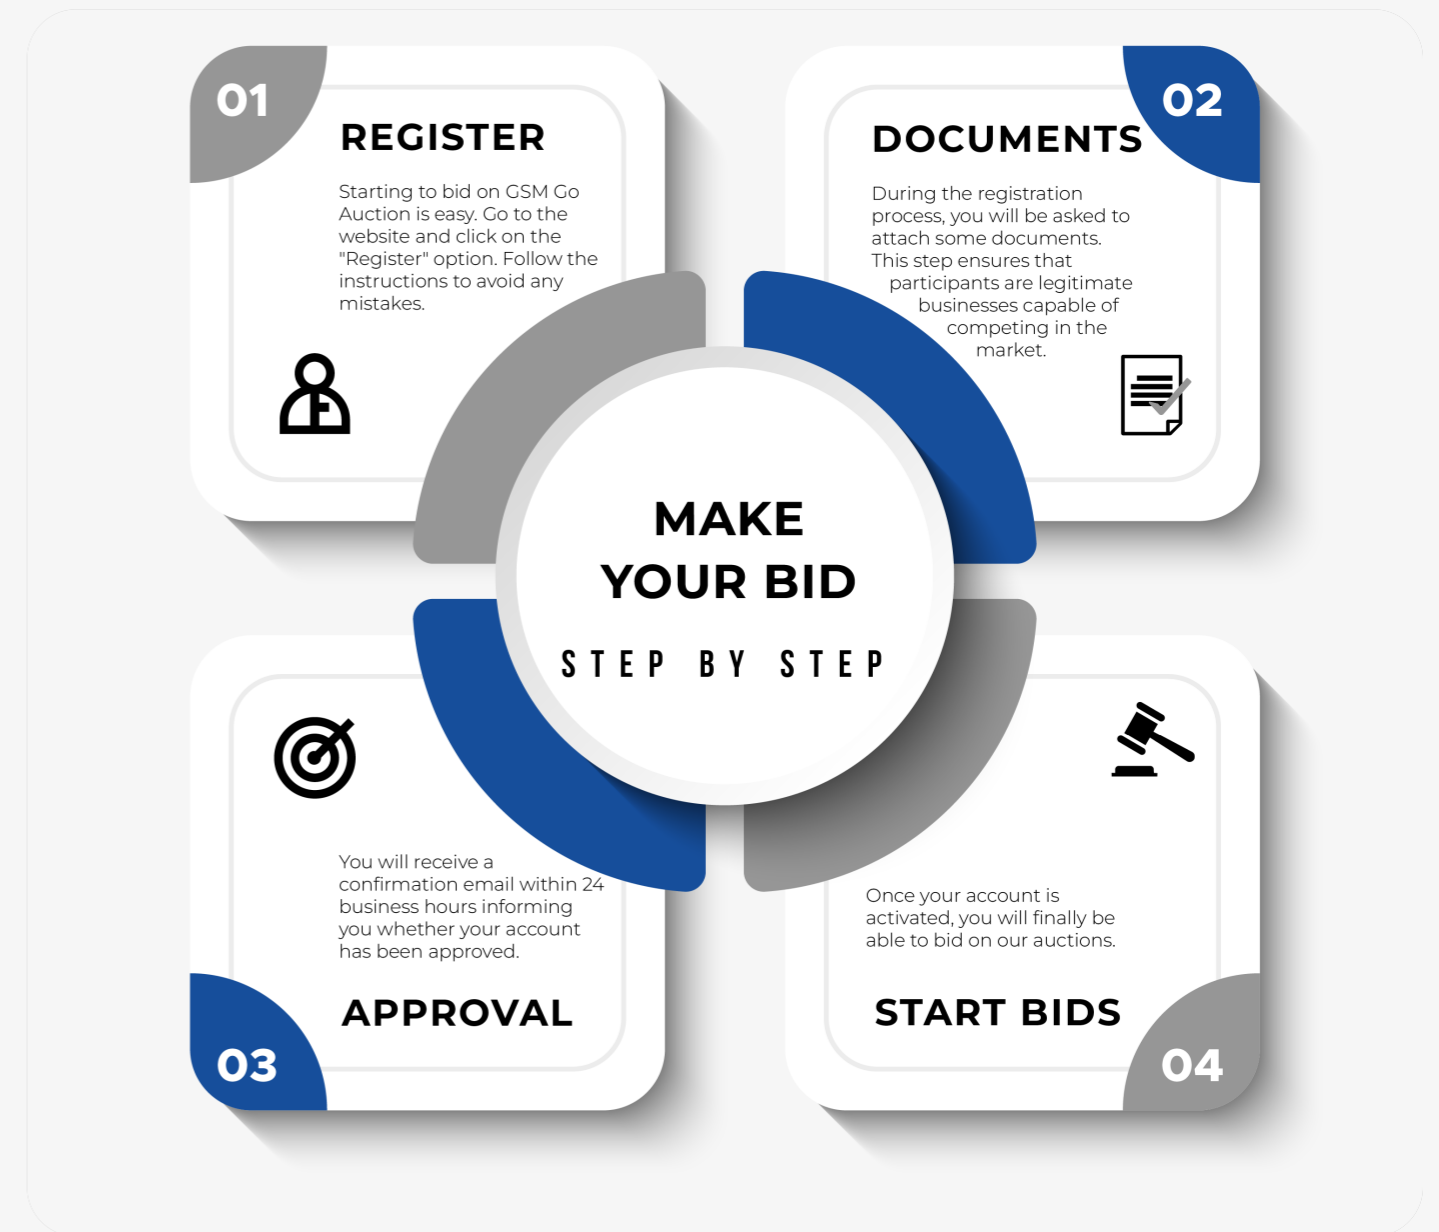 01
REGISTER
Starting to bid on GSM Go
Auction is easy. Go to the
website and click on the
"Register" option. Follow the
instructions to avoid any
mistakes.
02
DOCUMENTS
During the registration
process, you will be asked to
attach some documents.
This step ensures that
participants are legitimate
businesses capable of
competing in the
market.
MAKE
YOUR BID
STEP BY STEP
You will receive a
confirmation email within 24
business hours informing
you whether your account
has been approved.
APPROVAL
03
Once your account is
activated, you will finally be
able to bid on our auctions.
START BIDS
04